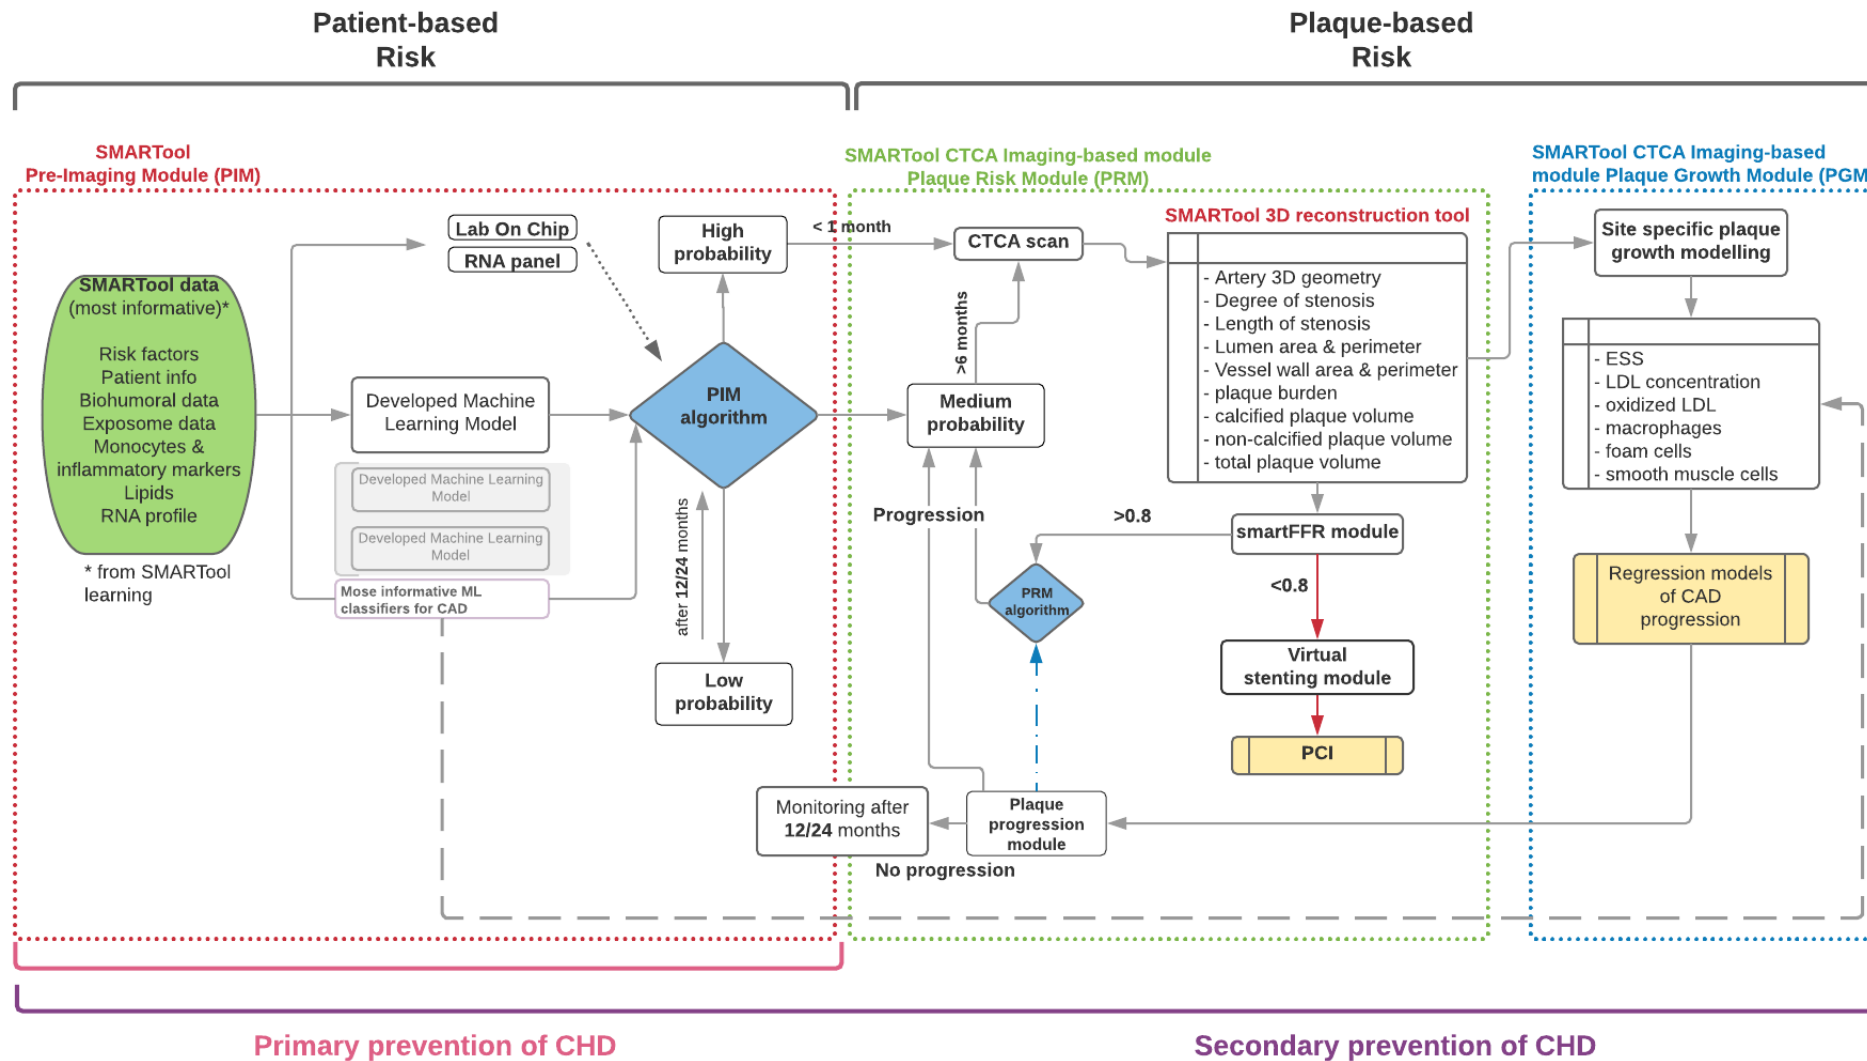 Patient-based
Risk
Plaque-based
Risk
SMARTool
Pre-Imaging Module (PIM)
SMARTool CTCA Imaging-based module
Plaque Risk Module (PRM)
SMARTool CTCA Imaging-based
module Plaque Growth Module (PGM
SMARTool data
(most informative)*
Risk factors
Patient info
Biohumoral data
Exposome data
Monocytes &
inflammatory markers
Lipids
RNA profile
* from SMARTool
learning
Lab On Chip
RNA panel
Developed Machine
Learning Model
Developed Machine Learning
Model
Developed Machine Learning
Model
Mose informative ML
classifiers for CAD
High
probability
PIM
algorithm
after 12/24 months
Low
probability
< 1 month
CTCA scan
>6 months
Medium
probability
Progression
SMARTool 3D reconstruction tool
- Artery 3D geometry
- Degree of stenosis
- Length of stenosis
- Lumen area & perimeter
- Vessel wall area & perimeter
- plaque burden
- calcified plaque volume
- non-calcified plaque volume
- total plaque volume
>0.8
smartFFR module
<0.8
PRM
algorithm
Virtual
stenting module
PCI
Monitoring after
12/24 months
Plaque
progression
module
No progression
Site specific plaque
growth modelling
- ESS
- LDL concentration
- oxidized LDL
- macrophages
- foam cells
- smooth muscle cells
Regression models
of CAD
progression
Primary prevention of CHD
Secondary prevention of CHD